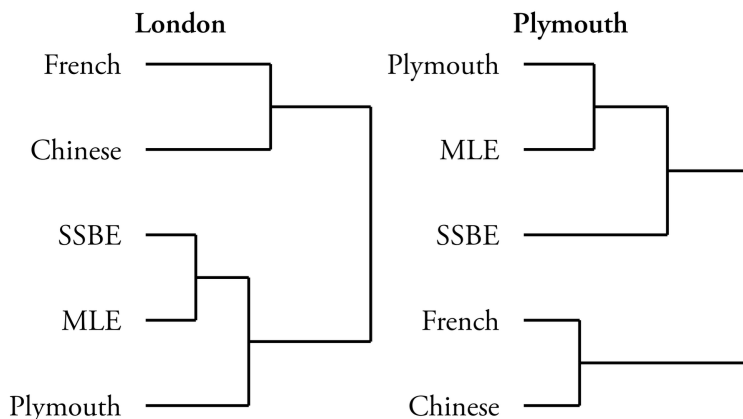 London
French
Chinese
SSBE
MLE
Plymouth
Plymouth
Plymouth
MLE
SSBE
French
Chinese